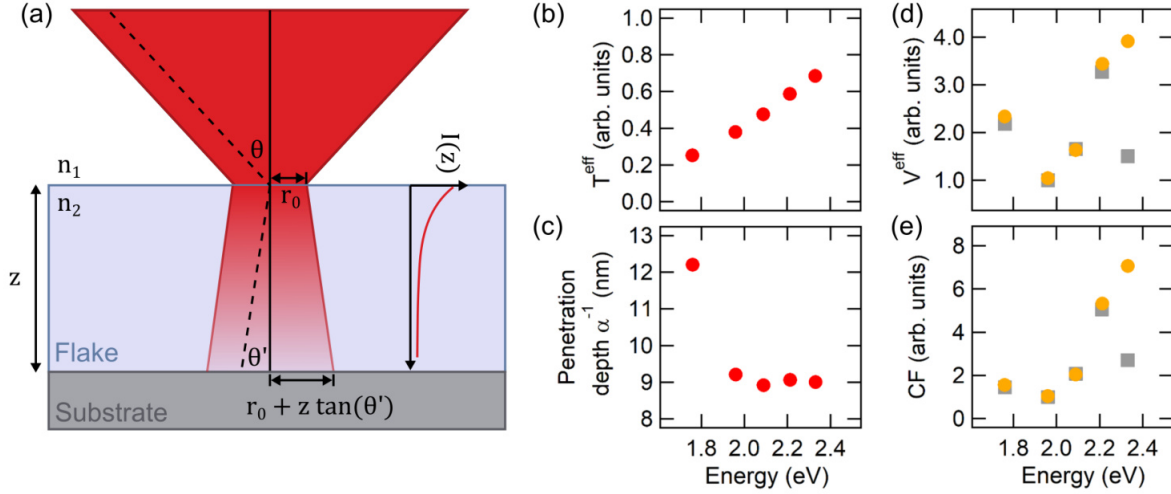 (a)
θ
I(z)
n₁
r₀
n₂
z
Flake
θ'
Substrate
r₀ + z tan(θ')
(b)
T^eff (arb. units)
1.0
0.8
0.6
0.4
0.2
0.0
(c)
Penetration
depth α⁻¹ (nm)
13
12
11
10
9
8
1.8 2.0 2.2 2.4
Energy (eV)
(d)
V^eff (arb. units)
4.0
3.0
2.0
1.0
(e)
CF (arb. units)
8
6
4
2
0
1.8 2.0 2.2 2.4
Energy (eV)